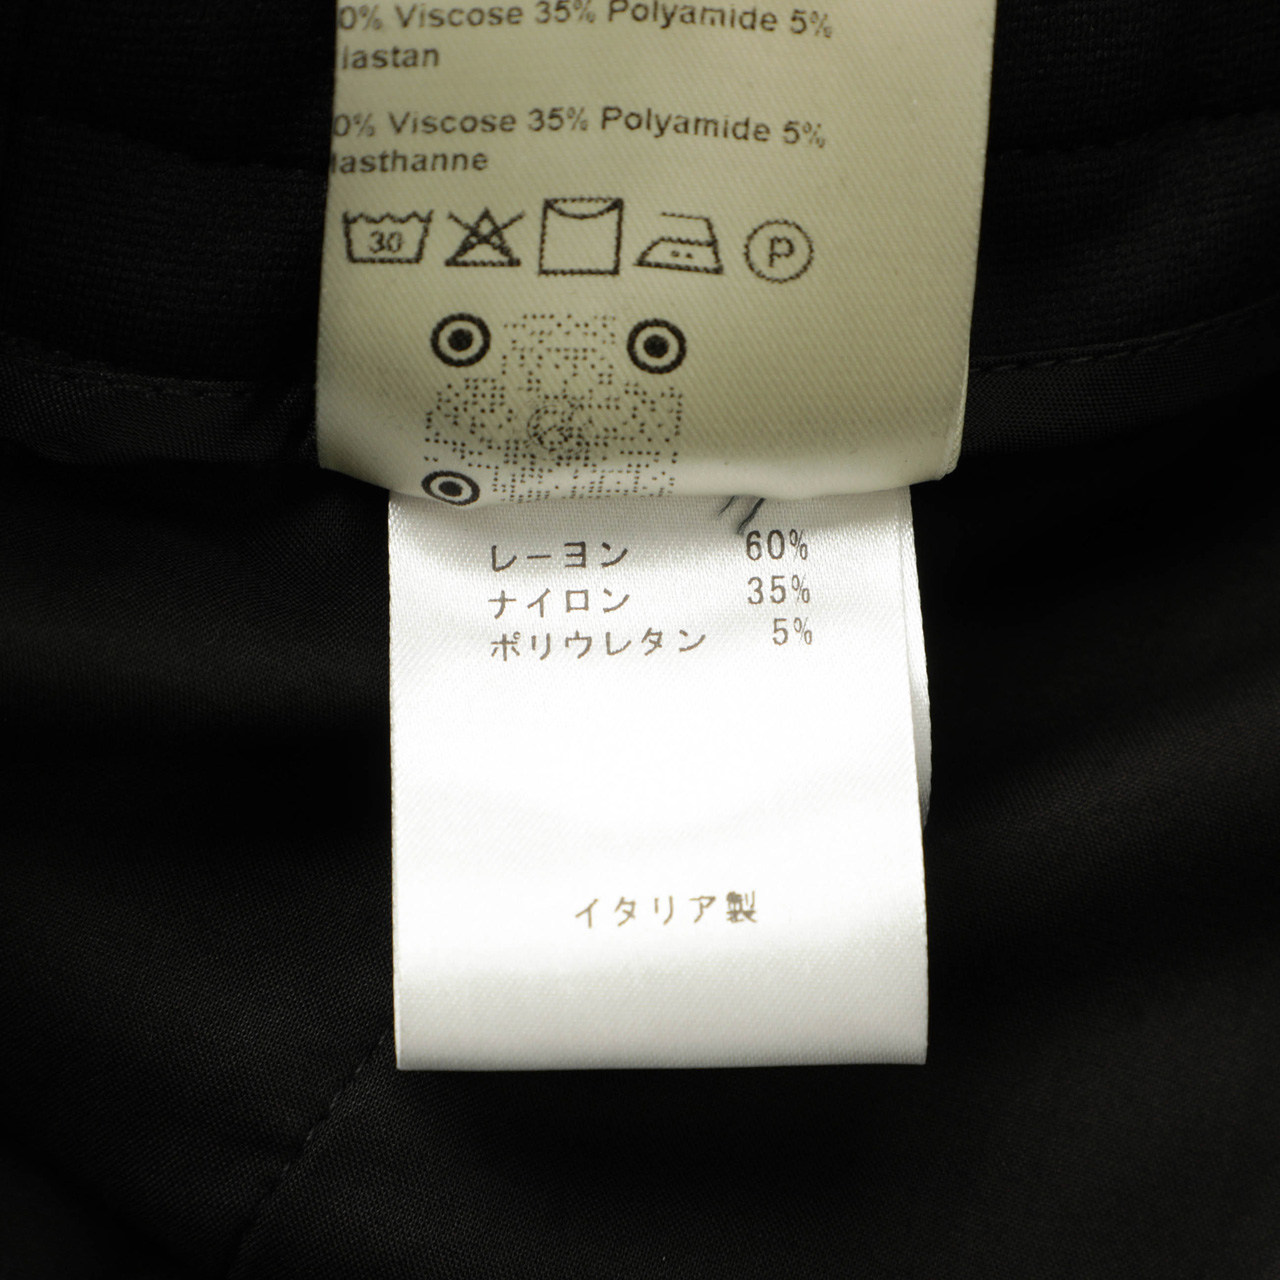 0% Viscose 35% Polyamide 5%
lastan
0% Viscose 35% Polyamide 5%
lasthanne
30 P
レーヨン 60%
ナイロン 35%
ポリウレタン 5%
イタリア製